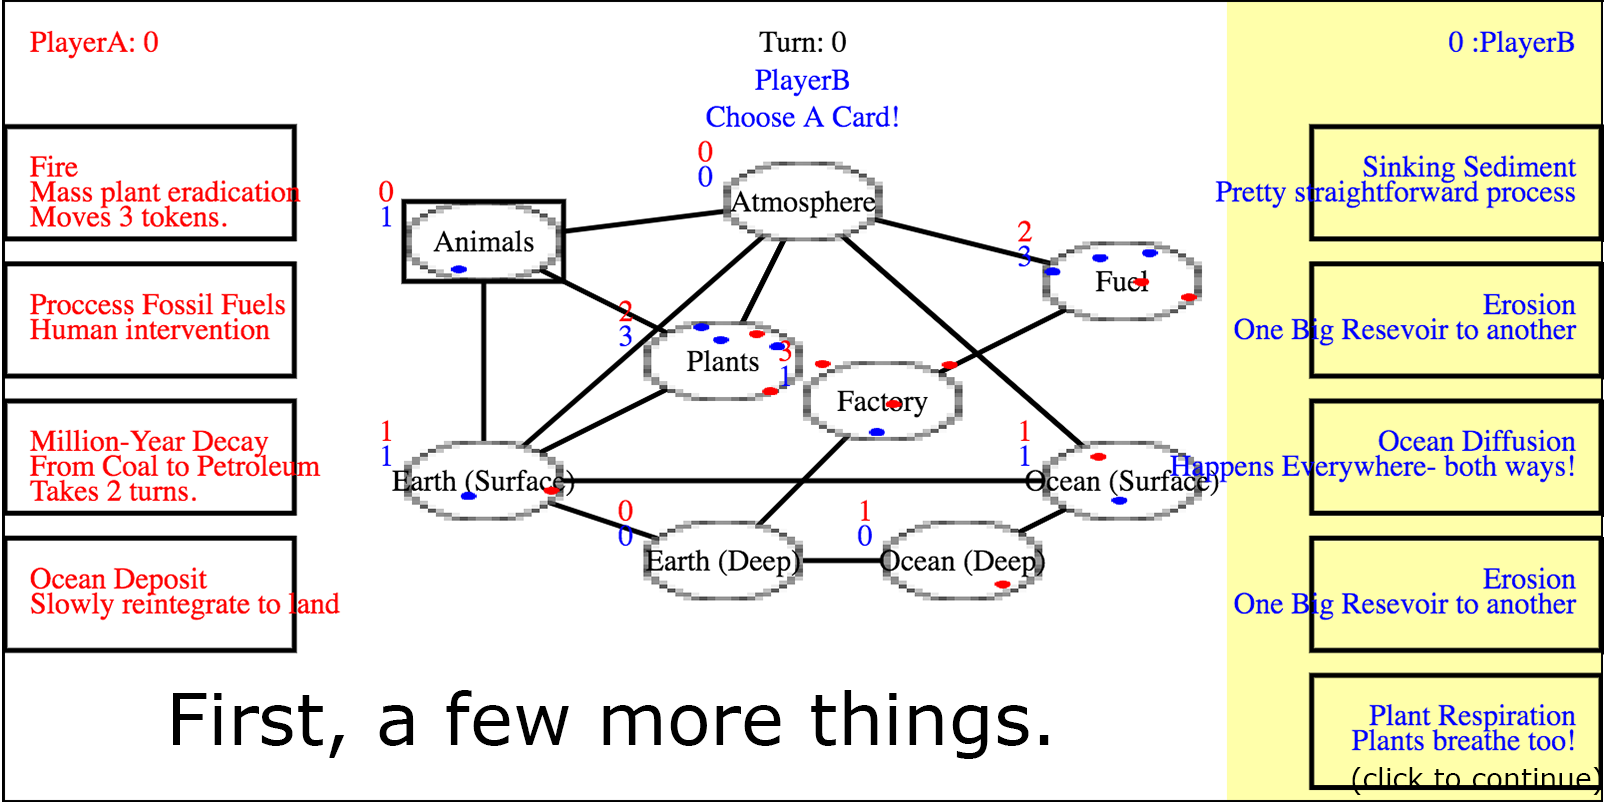 PlayerA: 0
Turn: 0
0 :PlayerB
PlayerB
Choose A Card!
Fire
Mass plant eradication
Moves 3 tokens.
Proccess Fossil Fuels
Human intervention
Million-Year Decay
From Coal to Petroleum
Takes 2 turns.
Ocean Deposit
Slowly reintegrate to land
0
0
Atmosphere
0
1
Animals
2
3
Fuel
2
3
Plants
3
1
Factory
1
1
Earth (Surface)
1
1
Ocean (Surface)
0
0
Earth (Deep)
1
0
Ocean (Deep)
Sinking Sediment
Pretty straightforward process
Erosion
One Big Resevoir to another
Ocean Diffusion
Happens Everywhere- both ways!
Erosion
One Big Resevoir to another
Plant Respiration
Plants breathe too!
First, a few more things.
(click to continue)